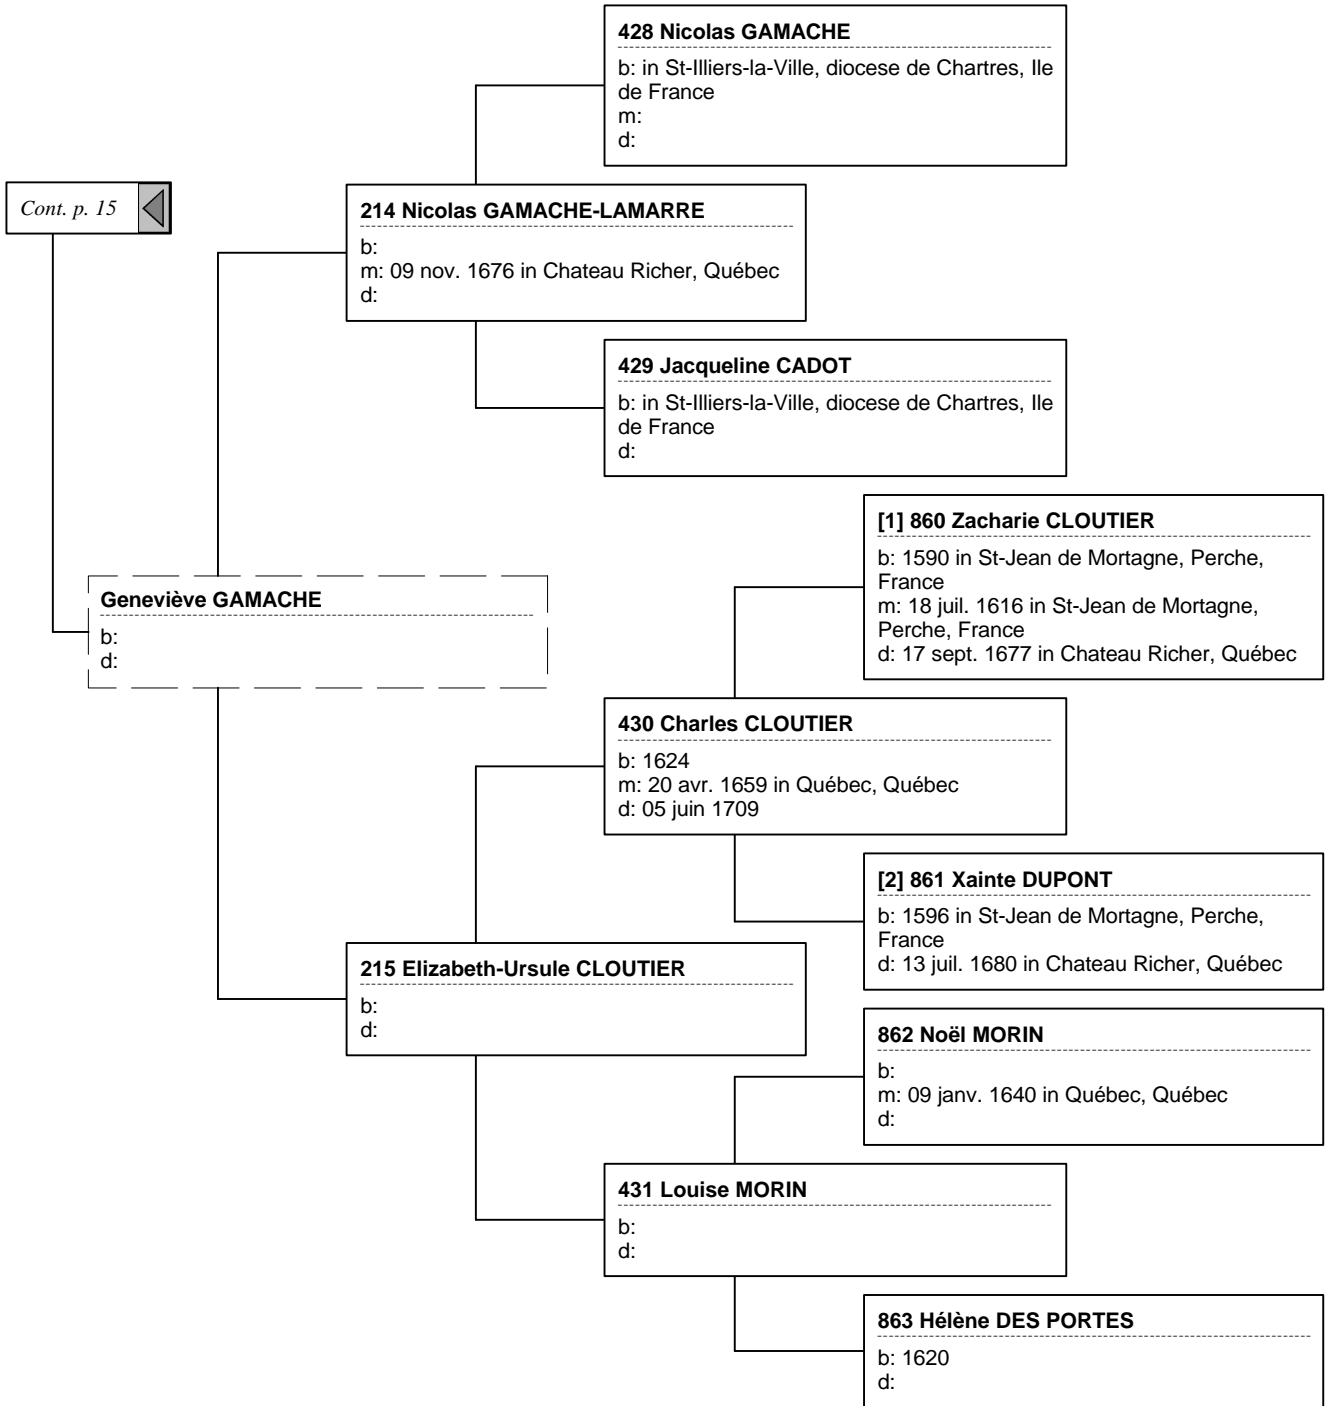 428 Nicolas GAMACHE
b: in St-Illiers-la-Ville, diocese de Chartres, Ile
de France
m:
d:
Cont. p. 15
214 Nicolas GAMACHE-LAMARRE
b:
m: 09 nov. 1676 in Chateau Richer, Québec
d:
429 Jacqueline CADOT
b: in St-Illiers-la-Ville, diocese de Chartres, Ile
de France
d:
[1] 860 Zacharie CLOUTIER
b: 1590 in St-Jean de Mortagne, Perche,
France
m: 18 juil. 1616 in St-Jean de Mortagne,
Perche, France
d: 17 sept. 1677 in Chateau Richer, Québec
Geneviève GAMACHE
b:
d:
430 Charles CLOUTIER
b: 1624
m: 20 avr. 1659 in Québec, Québec
d: 05 juin 1709
[2] 861 Xainte DUPONT
b: 1596 in St-Jean de Mortagne, Perche,
France
d: 13 juil. 1680 in Chateau Richer, Québec
215 Elizabeth-Ursule CLOUTIER
b:
d:
862 Noël MORIN
b:
m: 09 janv. 1640 in Québec, Québec
d:
431 Louise MORIN
b:
d:
863 Hélène DES PORTES
b: 1620
d: